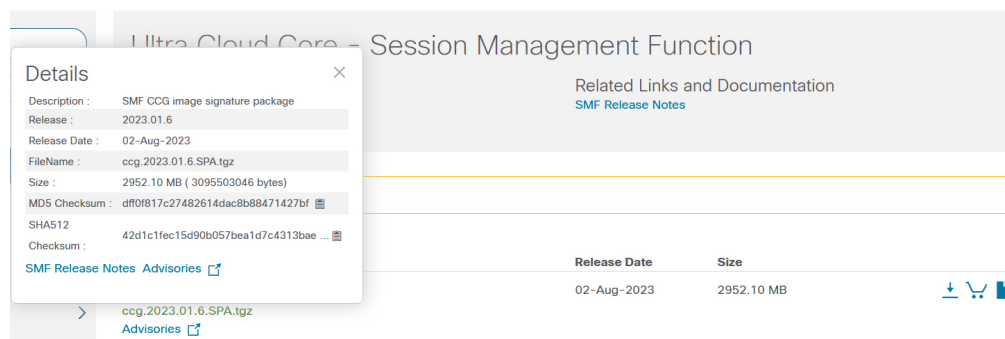 Ultra Cloud Core - Session Management Function
Details
Related Links and Documentation
SMF Release Notes
Description : SMF CCG image signature package
Release : 2023.01.6
Release Date : 02-Aug-2023
FileName : ccg.2023.01.6.SPA.tgz
Size : 2952.10 MB ( 3095503046 bytes)
MD5 Checksum : dff0f817c27482614dac8b88471427bf
SHA512
Checksum :
42d1c1fec15d90b057bea1d7c4313bae ...
SMF Release Notes Advisories
Release Date Size
02-Aug-2023 2952.10 MB
ccg.2023.01.6.SPA.tgz
Advisories